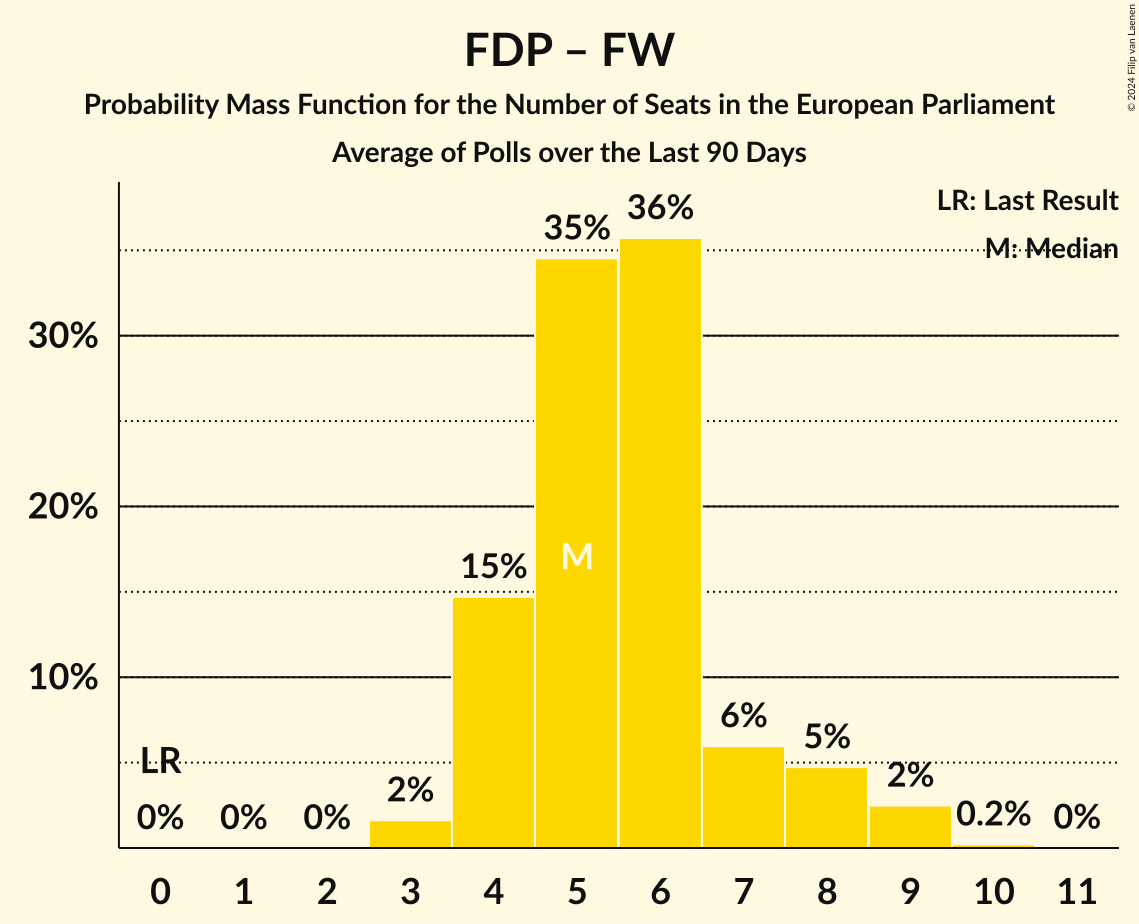 FDP – FW
Probability Mass Function for the Number of Seats in the European Parliament
Average of Polls over the Last 90 Days
© 2024 Filip van Laenen
LR: Last Result
M: Median
30%
20%
10%
LR
0%
0%
0%
2%
15%
35%
M
36%
6%
5%
2%
0.2%
0%
0 1 2 3 4 5 6 7 8 9 10 11